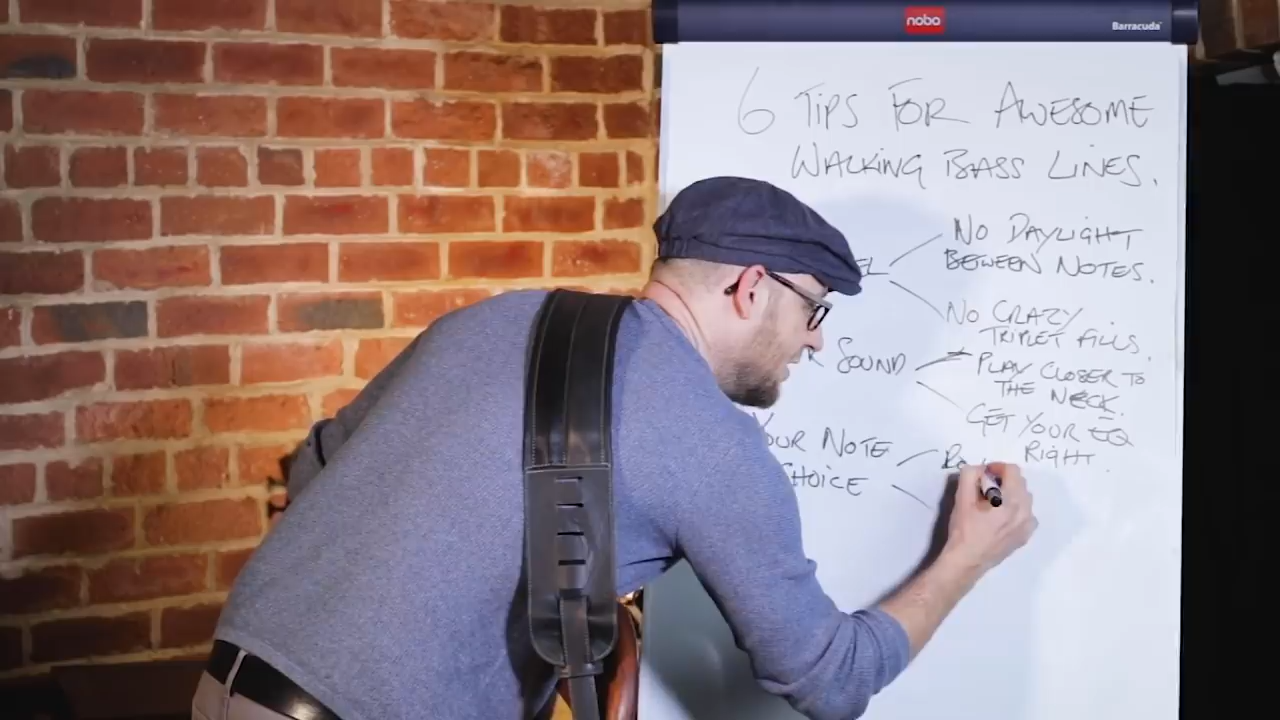 nobo
Barracuda
6 TIPS FOR AWESOME
WALKING BASS LINES.
NO DAYLIGHT
BETWEEN NOTES.
NO CRAZY
TRIPLET FILLS.
SOUND
PLAY CLOSER TO
THE NECK.
GET YOUR EQ
RIGHT.
YOUR NOTE
CHOICE